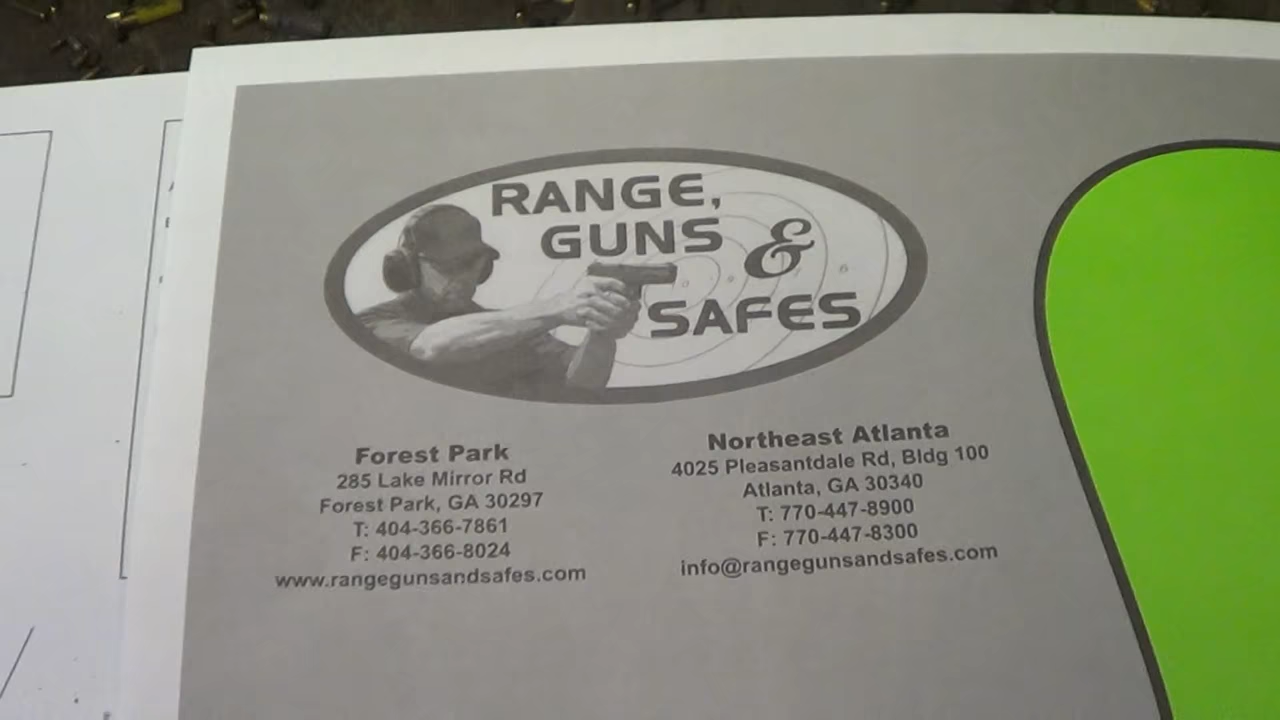 RANGE,
GUNS &
SAFES
Forest Park
285 Lake Mirror Rd
Forest Park, GA 30297
T: 404-366-7861
F: 404-366-8024
www.rangegunsandsafes.com
Northeast Atlanta
4025 Pleasantdale Rd, Bldg 100
Atlanta, GA 30340
T: 770-447-8900
F: 770-447-8300
info@rangegunsandsafes.com